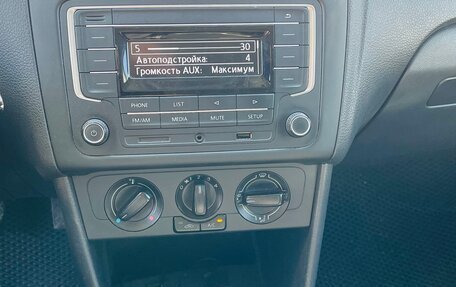 5 30
Автоподстройка: 4
Громкость AUX: Максимум
PHONE LIST
FM/AM MEDIA MUTE SETUP
A/C